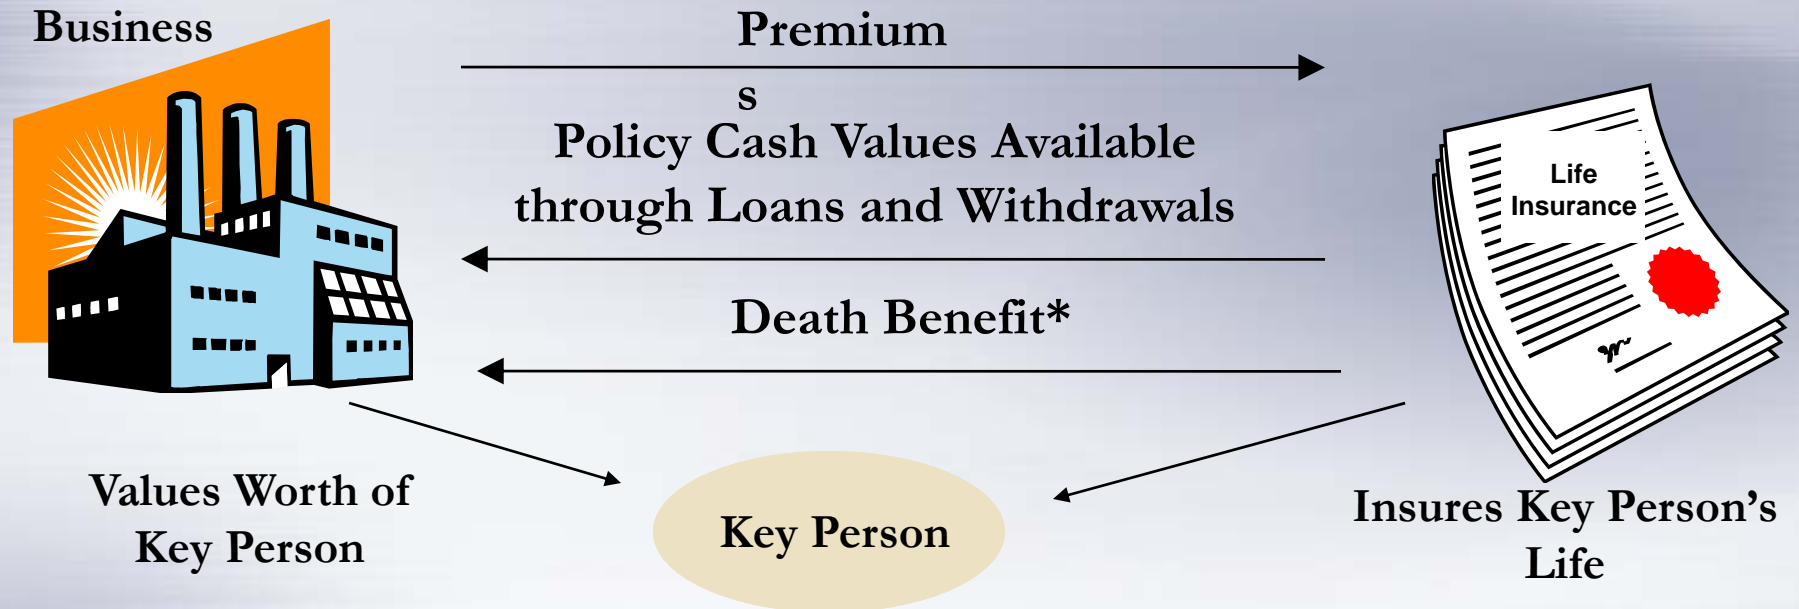 Business
Premium
s
Policy Cash Values Available
through Loans and Withdrawals
Death Benefit*
Life
Insurance
Values Worth of
Key Person
Key Person
Insures Key Person’s
Life